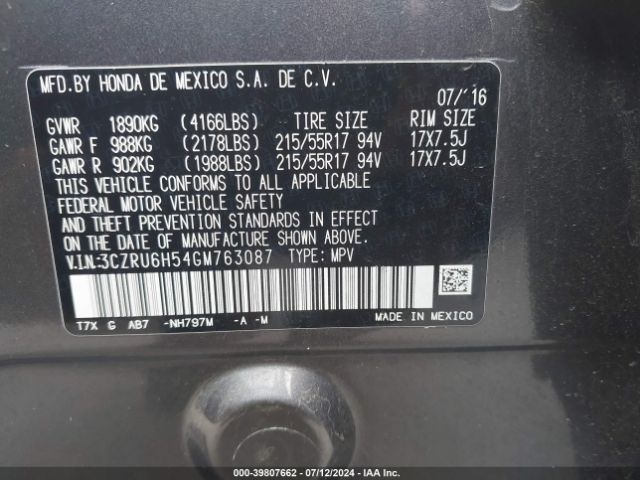 MFD.BY HONDA DE MEXICO S.A. DE C.V.
07/'16
GVWR 1890KG (4166LBS) TIRE SIZE RIM SIZE
GAWR F 988KG (2178LBS) 215/55R17 94V 17X7.5J
GAWR R 902KG (1988LBS) 215/55R17 94V 17X7.5J
THIS VEHICLE CONFORMS TO ALL APPLICABLE
FEDERAL MOTOR VEHICLE SAFETY
AND THEFT PREVENTION STANDARDS IN EFFECT
ON THE DATE OF MANUFACTURE SHOWN ABOVE.
V.I.N.:3CZRU6H54GM763087 TYPE: MPV
T7X G AB7 -NH797M -A -M
MADE IN MEXICO
000-39807662 - 07/12/2024 - IAA Inc.